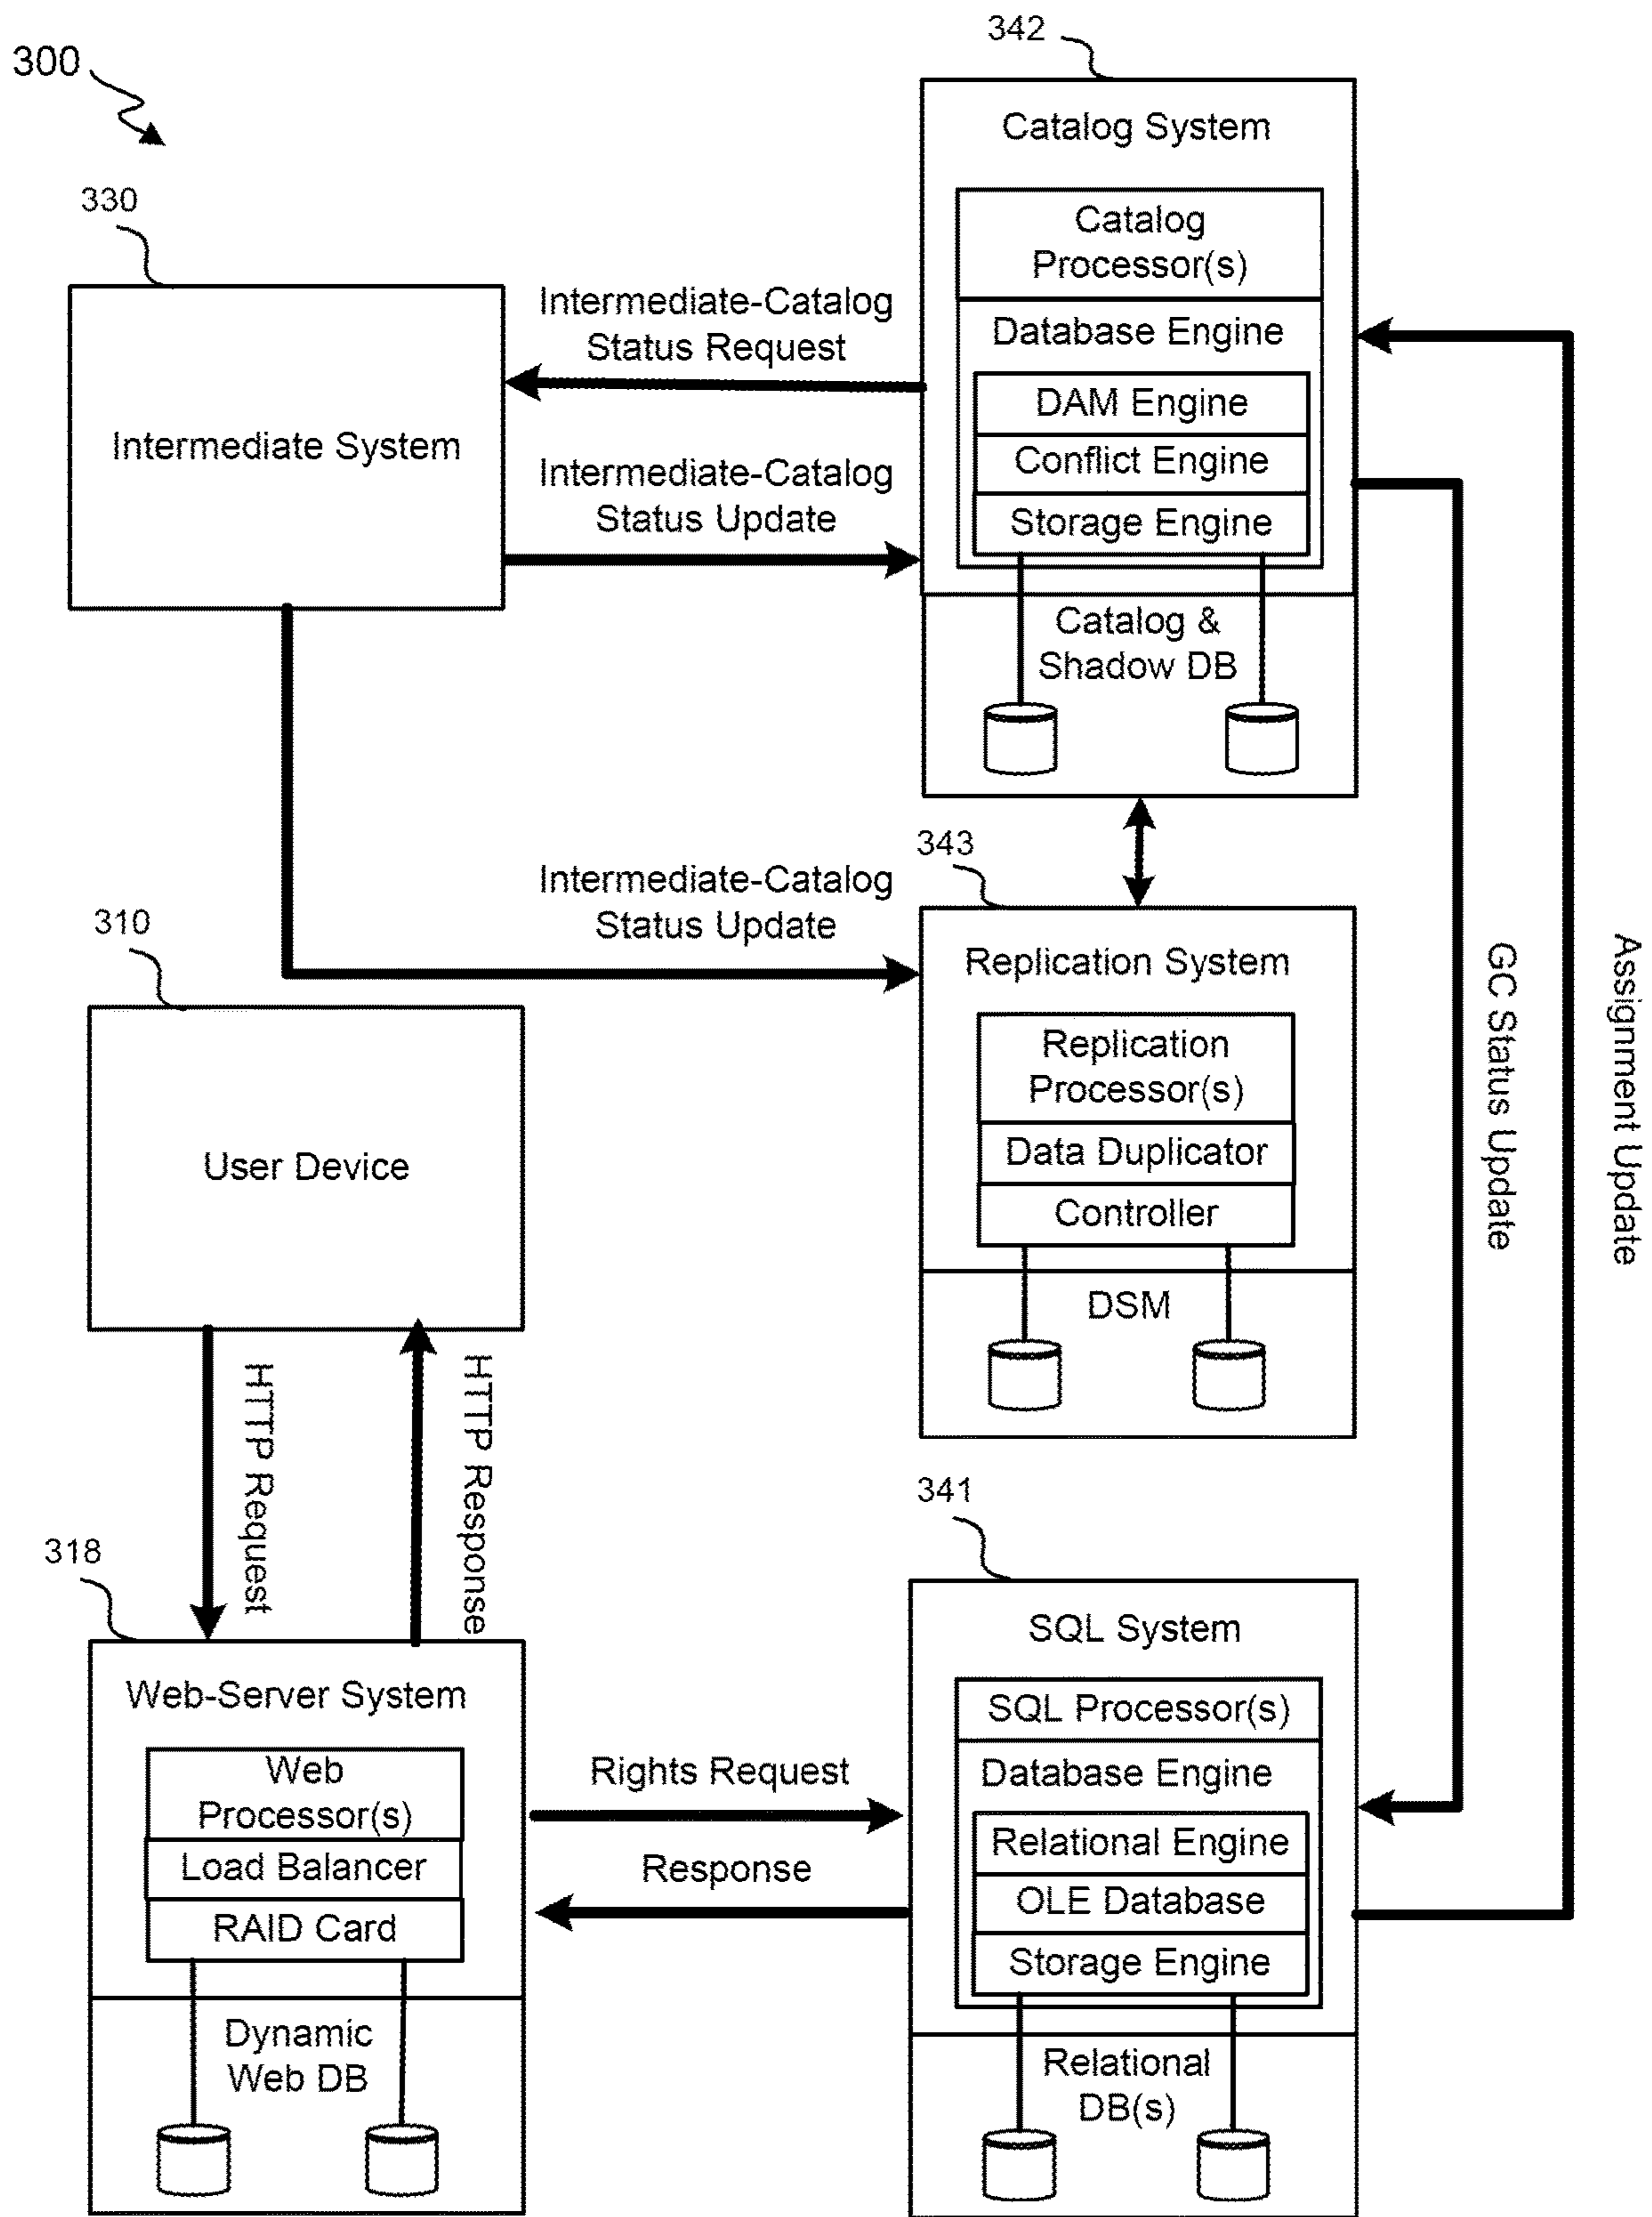 300
342
Catalog System
Catalog
Processor(s)
Database Engine
DAM Engine
Conflict Engine
Storage Engine
Catalog &
Shadow DB
330
Intermediate System
Intermediate-Catalog
Status Request
Intermediate-Catalog
Status Update
Intermediate-Catalog
Status Update
343
Replication System
Replication
Processor(s)
Data Duplicator
Controller
DSM
GC Status Update
Assignment Update
310
User Device
HTTP Request
HTTP Response
318
Web-Server System
Web
Processor(s)
Load Balancer
RAID Card
Dynamic
Web DB
Rights Request
Response
341
SQL System
SQL Processor(s)
Database Engine
Relational Engine
OLE Database
Storage Engine
Relational
DB(s)